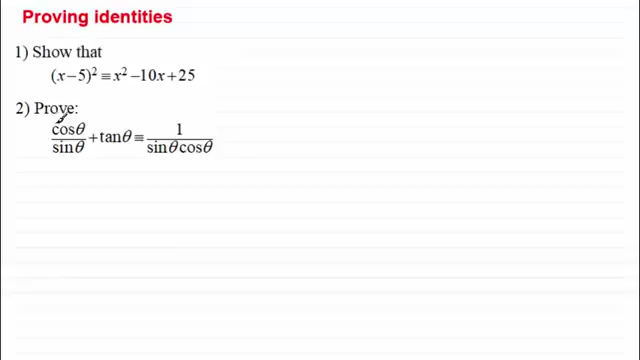 Proving identities
1) Show that
(x−5)² ≡ x² −10x+25
2) Prove:
cosθ/sinθ + tanθ ≡ 1/(sinθcosθ)